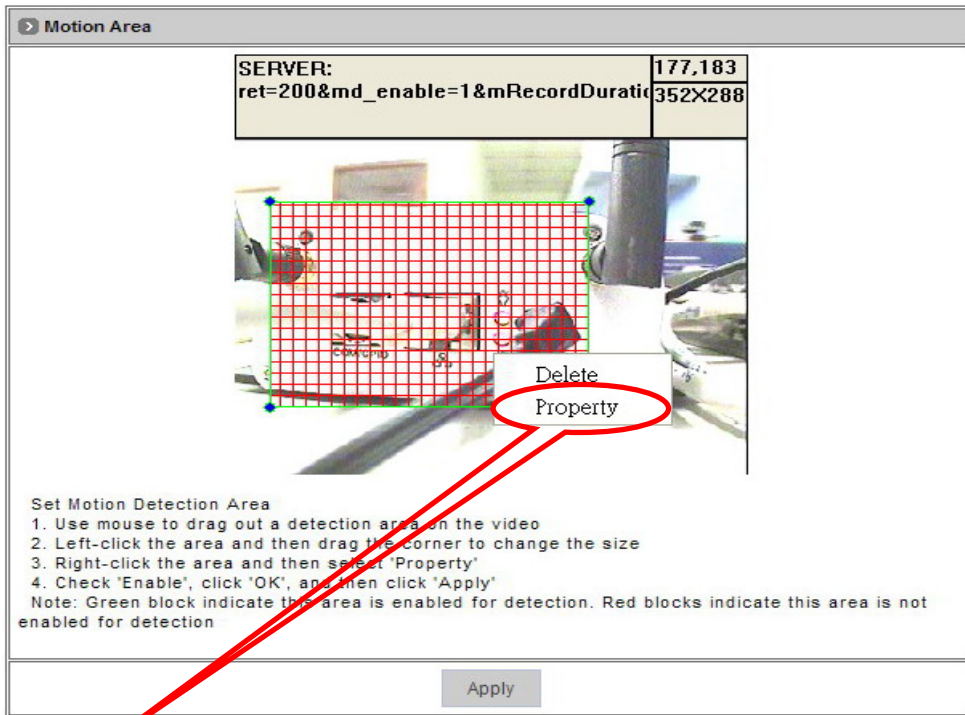 Motion Area
SERVER:
ret=200&md_enable=1&mRecordDuratio
177,183
352X288
Delete
Property
Set Motion Detection Area
1. Use mouse to drag out a detection area on the video
2. Left-click the area and then drag the corner to change the size
3. Right-click the area and then select 'Property'
4. Check 'Enable', click 'OK', and then click 'Apply'
Note: Green block indicate this area is enabled for detection. Red blocks indicate this area is not
enabled for detection
Apply